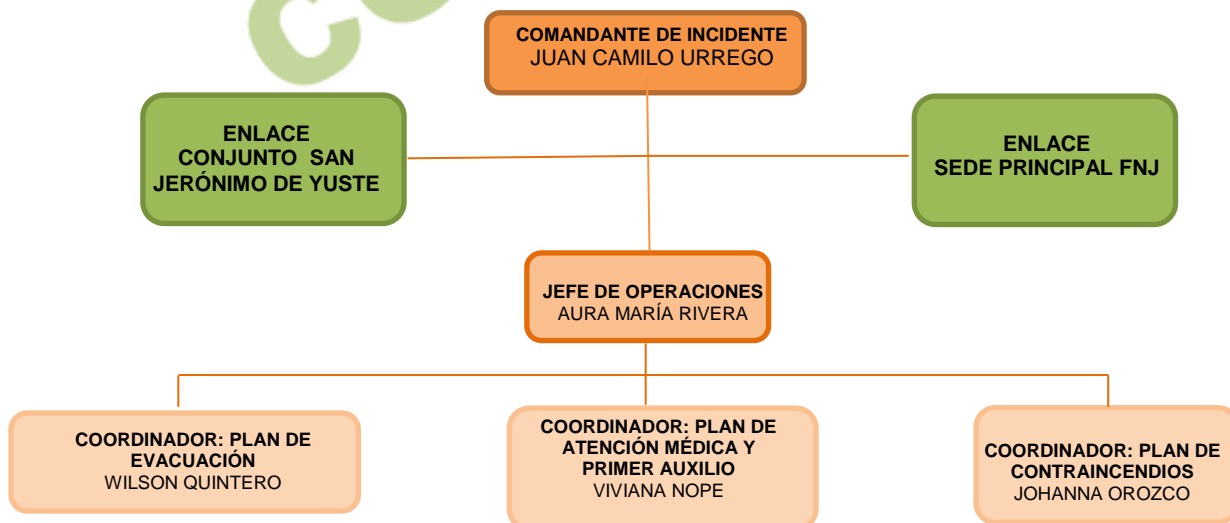 COMANDANTE DE INCIDENTE
JUAN CAMILO URREGO
ENLACE
CONJUNTO SAN
JERÓNIMO DE YUSTE
ENLACE
SEDE PRINCIPAL FNJ
JEFE DE OPERACIONES
AURA MARÍA RIVERA
COORDINADOR: PLAN DE
EVACUACIÓN
WILSON QUINTERO
COORDINADOR: PLAN DE
ATENCIÓN MÉDICA Y
PRIMER AUXILIO
VIVIANA NOPE
COORDINADOR: PLAN DE
CONTRAINCENDIOS
JOHANNA OROZCO